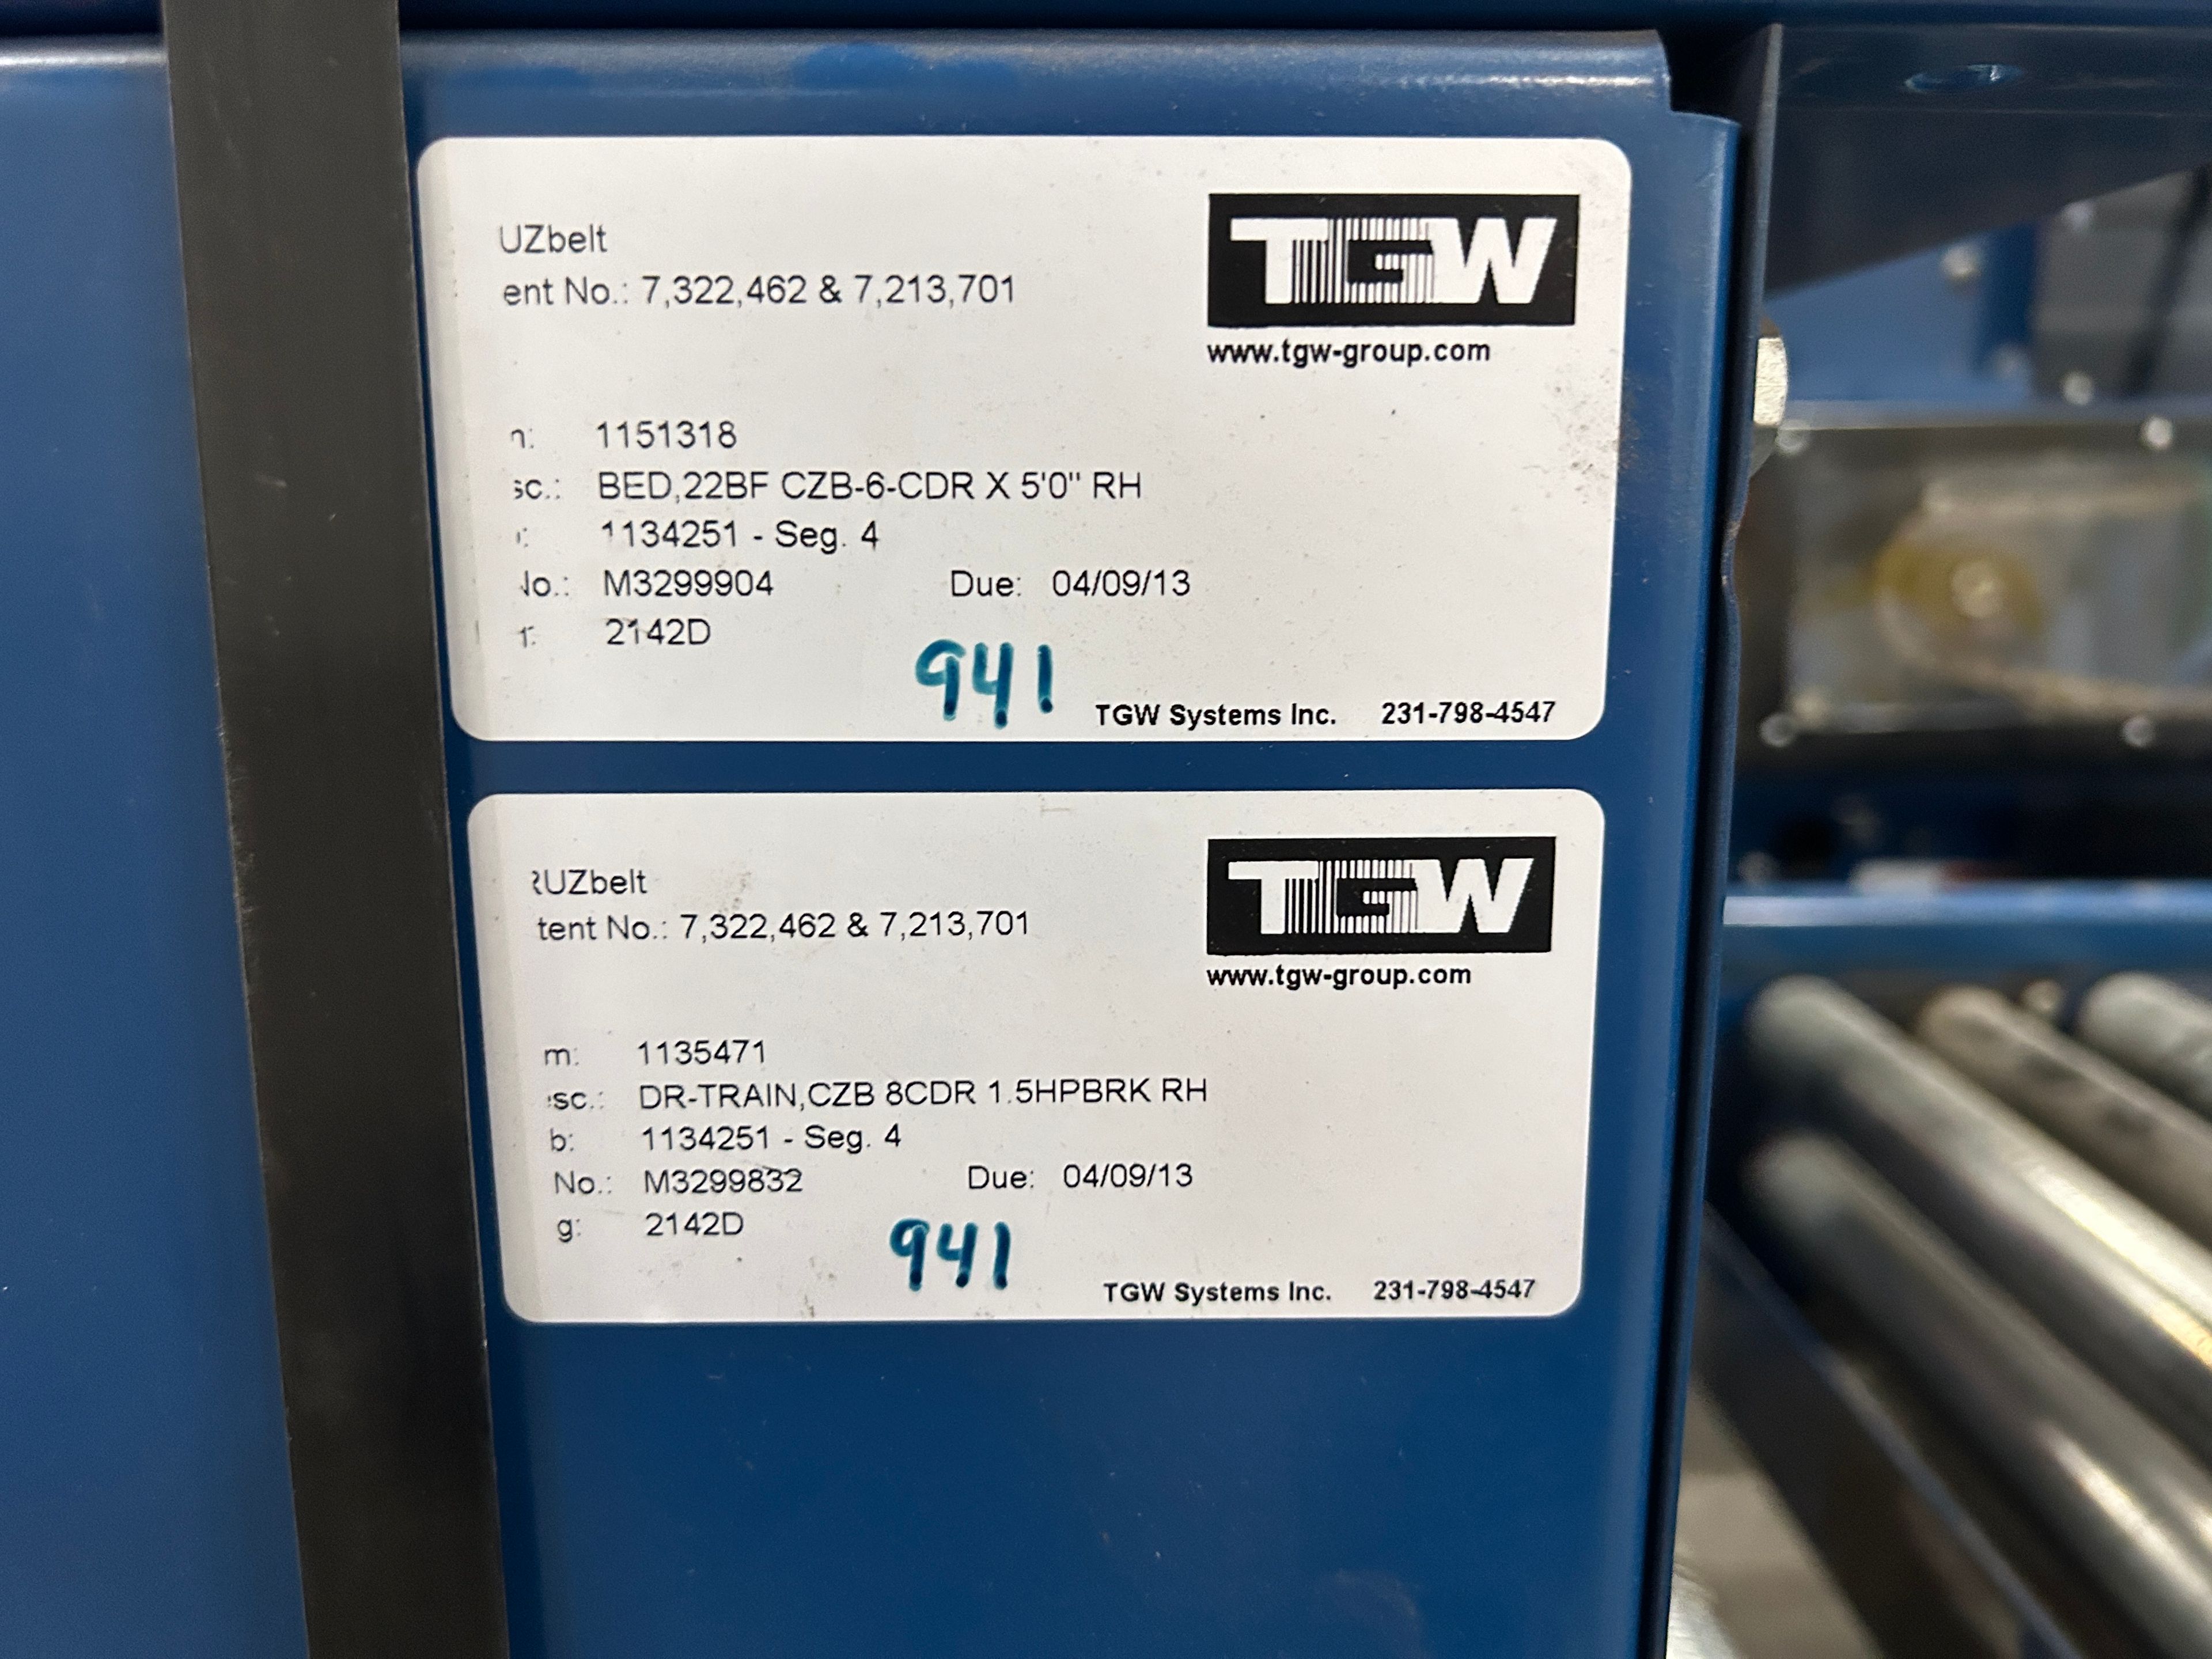 UZbelt
ent No.: 7,322,462 & 7,213,701
TGW
www.tgw-group.com
n: 1151318
sc.: BED,22BF CZB-6-CDR X 5'0" RH
r: 1134251 - Seg. 4
No.: M3299904 Due: 04/09/13
2142D
941
TGW Systems Inc. 231-798-4547
RUZbelt
tent No.: 7,322,462 & 7,213,701
TGW
www.tgw-group.com
m: 1135471
sc.: DR-TRAIN,CZB 8CDR 1.5HPBRK RH
b: 1134251 - Seg. 4
No.: M3299832 Due: 04/09/13
g: 2142D
941
TGW Systems Inc. 231-798-4547